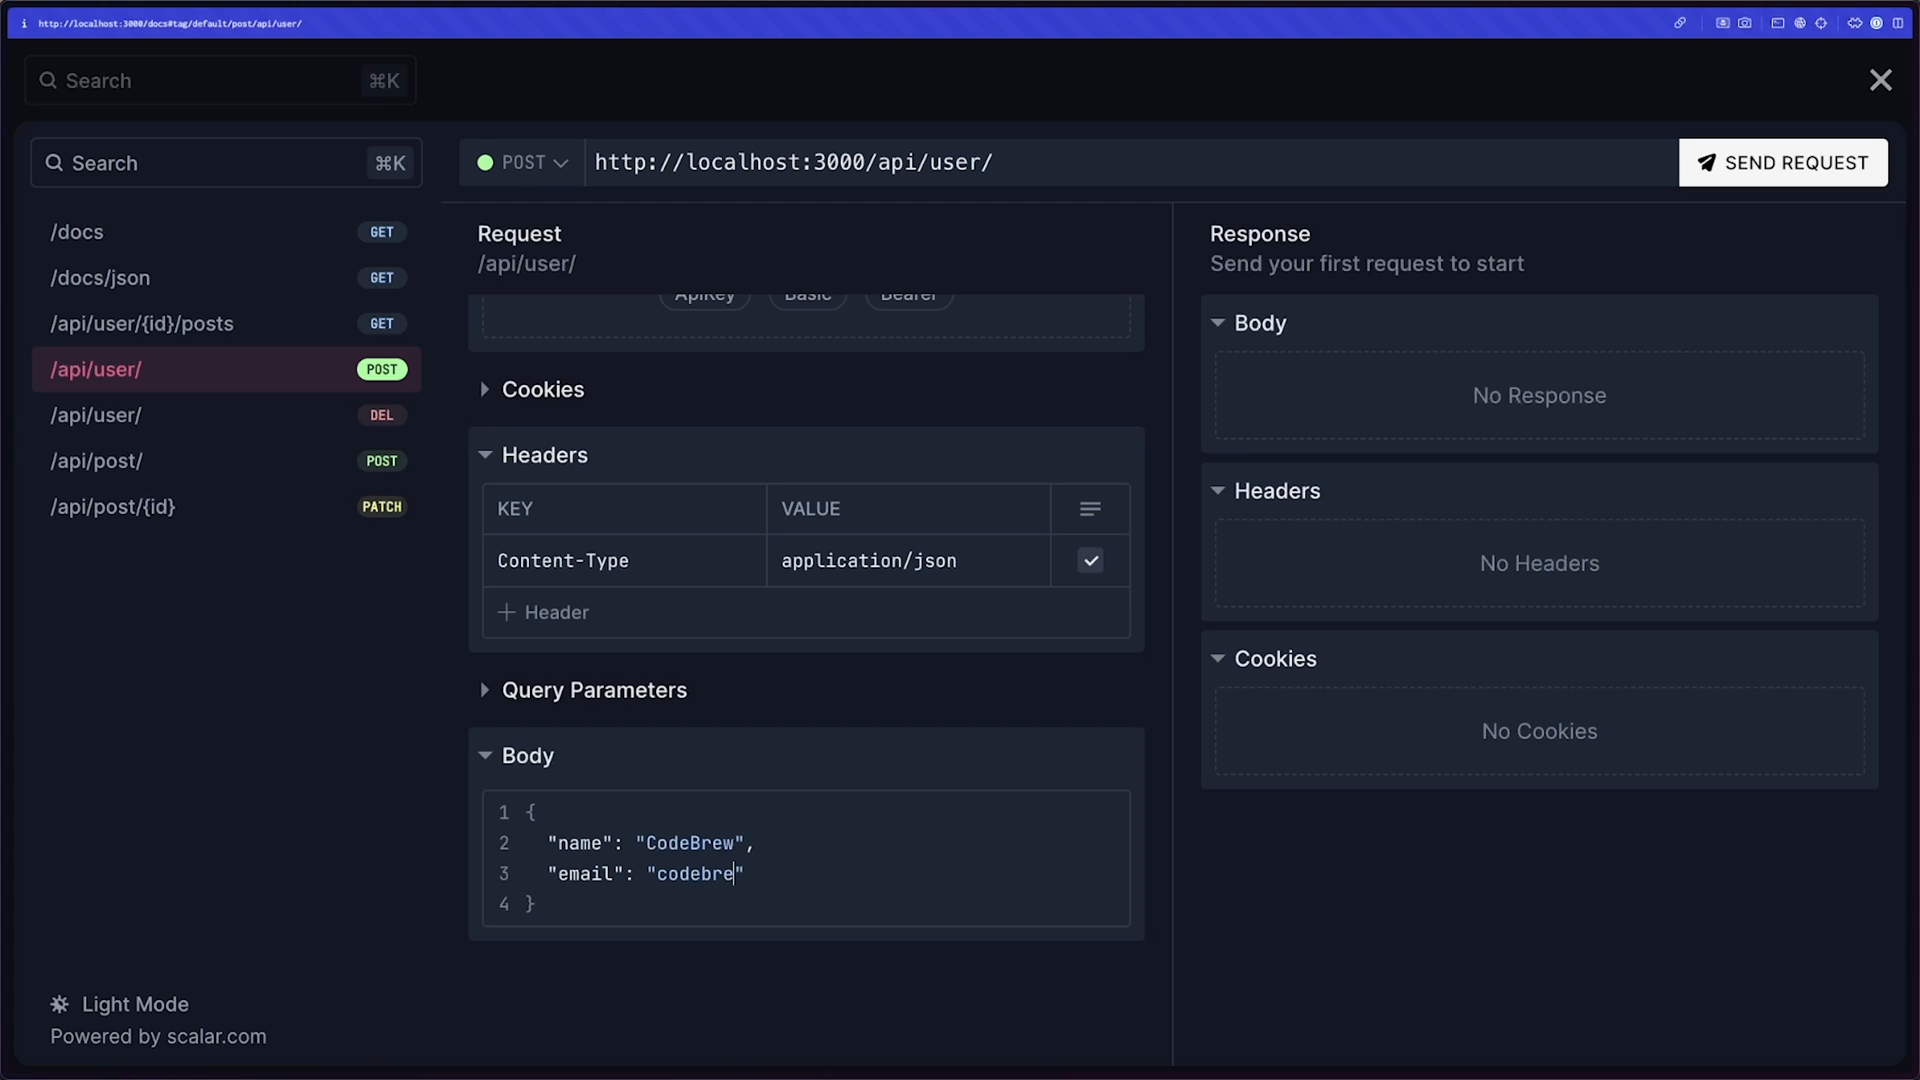 http://localhost:3000/docs#tag/default/post/api/user/
Search ⌘K
Search ⌘K
POST http://localhost:3000/api/user/ SEND REQUEST
/docs GET
/docs/json GET
/api/user/{id}/posts GET
/api/user/ POST
/api/user/ DEL
/api/post/ POST
/api/post/{id} PATCH
Light Mode
Powered by scalar.com
Request
/api/user/
ApiKey Basic Bearer
Cookies
Headers
KEY VALUE
Content-Type application/json
+ Header
Query Parameters
Body
1 {
2 "name": "CodeBrew",
3 "email": "codebre"
4 }
Response
Send your first request to start
Body
No Response
Headers
No Headers
Cookies
No Cookies